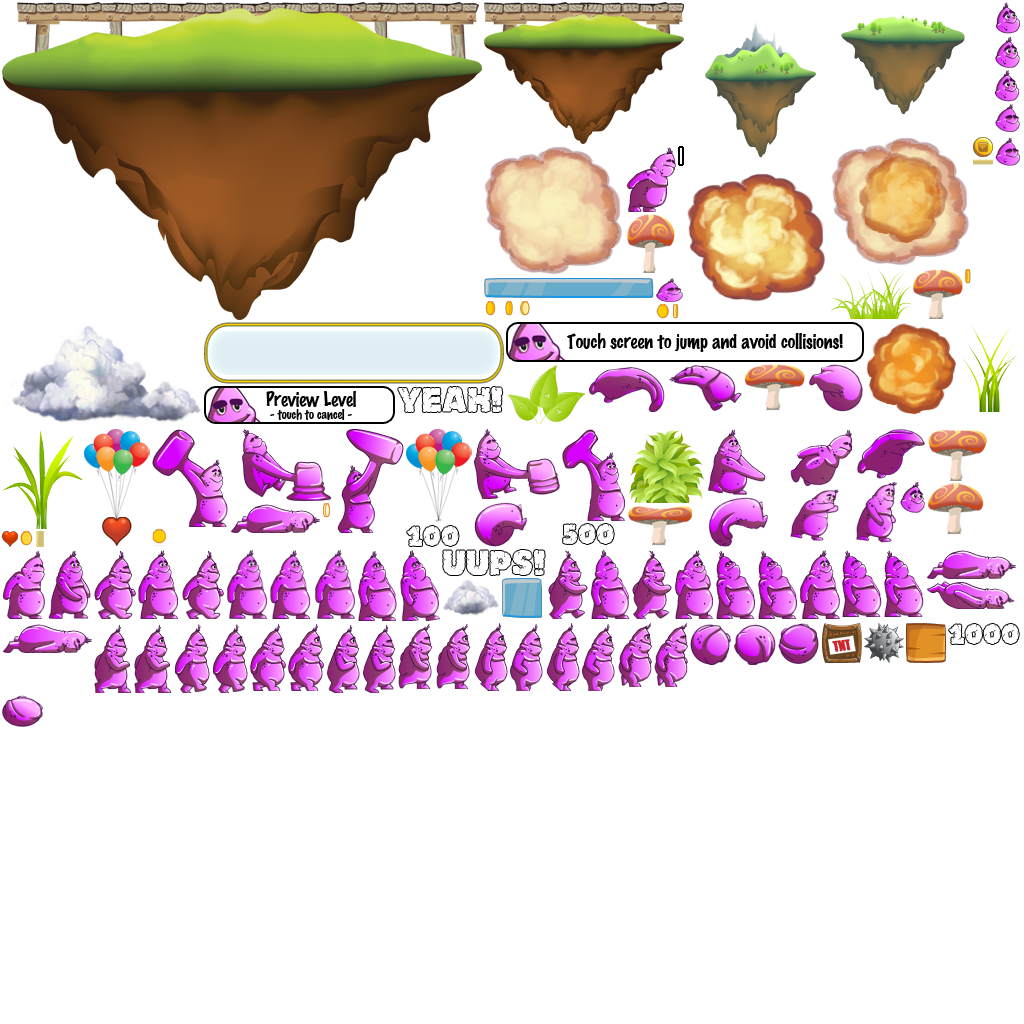 Touch screen to jump and avoid collisions!
Preview Level
- touch to cancel -
YEAH!
100
500
UUPS!
TNT
1000